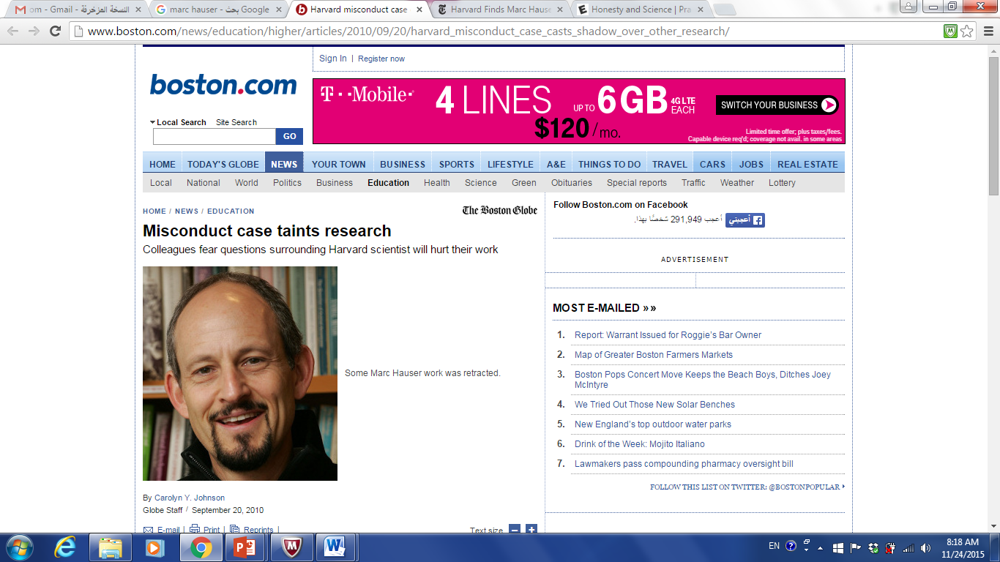 om - Gmail - النسخة المزخرفة
marc hauser - بحث Google
Harvard misconduct case
Harvard Finds Marc Hause
Honesty and Science | Pra
www.boston.com/news/education/higher/articles/2010/09/20/harvard_misconduct_case_casts_shadow_over_other_research/
Sign In | Register now
boston.com
Local Search Site Search
GO
T··Mobile·
4 LINES UP TO 6GB 4G LTE EACH
$120/mo.
SWITCH YOUR BUSINESS
Limited time offer; plus taxes/fees.
Capable device req'd; coverage not avail. in some areas
HOME TODAY'S GLOBE NEWS YOUR TOWN BUSINESS SPORTS LIFESTYLE A&E THINGS TO DO TRAVEL CARS JOBS REAL ESTATE
Local National World Politics Business Education Health Science Green Obituaries Special reports Traffic Weather Lottery
HOME / NEWS / EDUCATION
The Boston Globe
Misconduct case taints research
Colleagues fear questions surrounding Harvard scientist will hurt their work
Some Marc Hauser work was retracted.
By Carolyn Y. Johnson
Globe Staff / September 20, 2010
E-mail | Print | Reprints |
Text size – +
Follow Boston.com on Facebook
أعجبني
أعجب 291,949 شخصًا بهذا.
ADVERTISEMENT
MOST E-MAILED »»
1. Report: Warrant Issued for Roggie's Bar Owner
2. Map of Greater Boston Farmers Markets
3. Boston Pops Concert Move Keeps the Beach Boys, Ditches Joey
McIntyre
4. We Tried Out Those New Solar Benches
5. New England's top outdoor water parks
6. Drink of the Week: Mojito Italiano
7. Lawmakers pass compounding pharmacy oversight bill
FOLLOW THIS LIST ON TWITTER: @BOSTONPOPULAR
EN
8:18 AM
11/24/2015